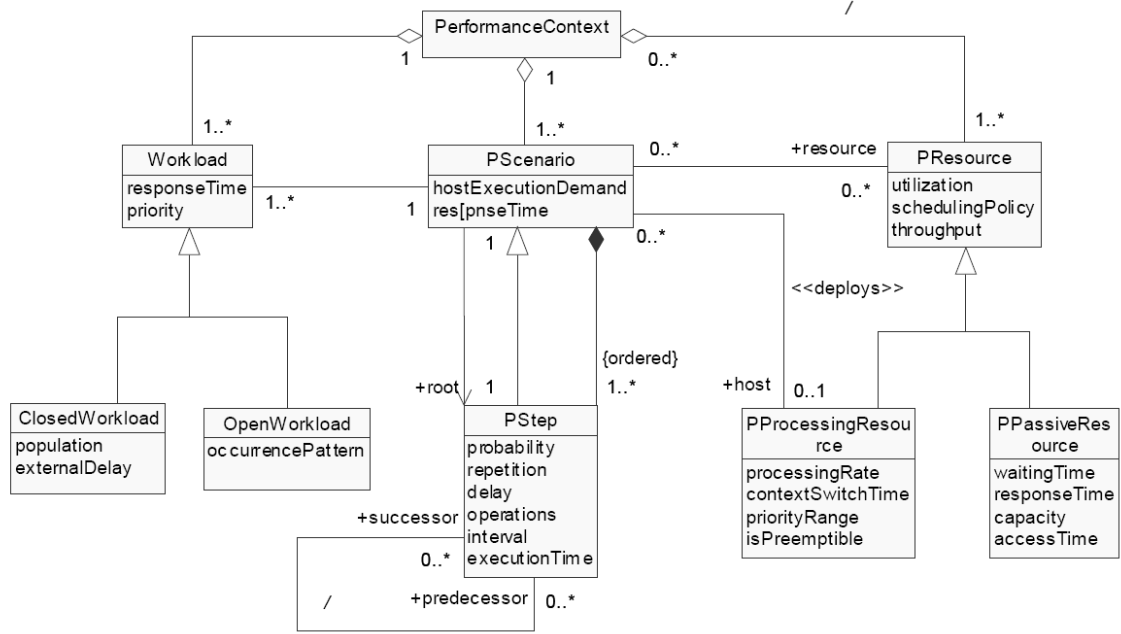 /
PerformanceContext
1
1
0..*
1..*
1..*
1..*
Workload
responseTime
priority
PScenario
hostExecutionDemand
res[pnseTime
0..*
+resource
0..*
PResource
utilization
schedulingPolicy
throughput
1..*
1
1
0..*
<<deploys>>
{ordered}
+root
1
1..*
+host
0..1
ClosedWorkload
population
externalDelay
OpenWorkload
occurrencePattern
PStep
probability
repetition
delay
operations
interval
executionTime
PProcessingResou
rce
processingRate
contextSwitchTime
priorityRange
isPreemptible
PPassiveRes
ource
waitingTime
responseTime
capacity
accessTime
+successor
0..*
/
+predecessor
0..*